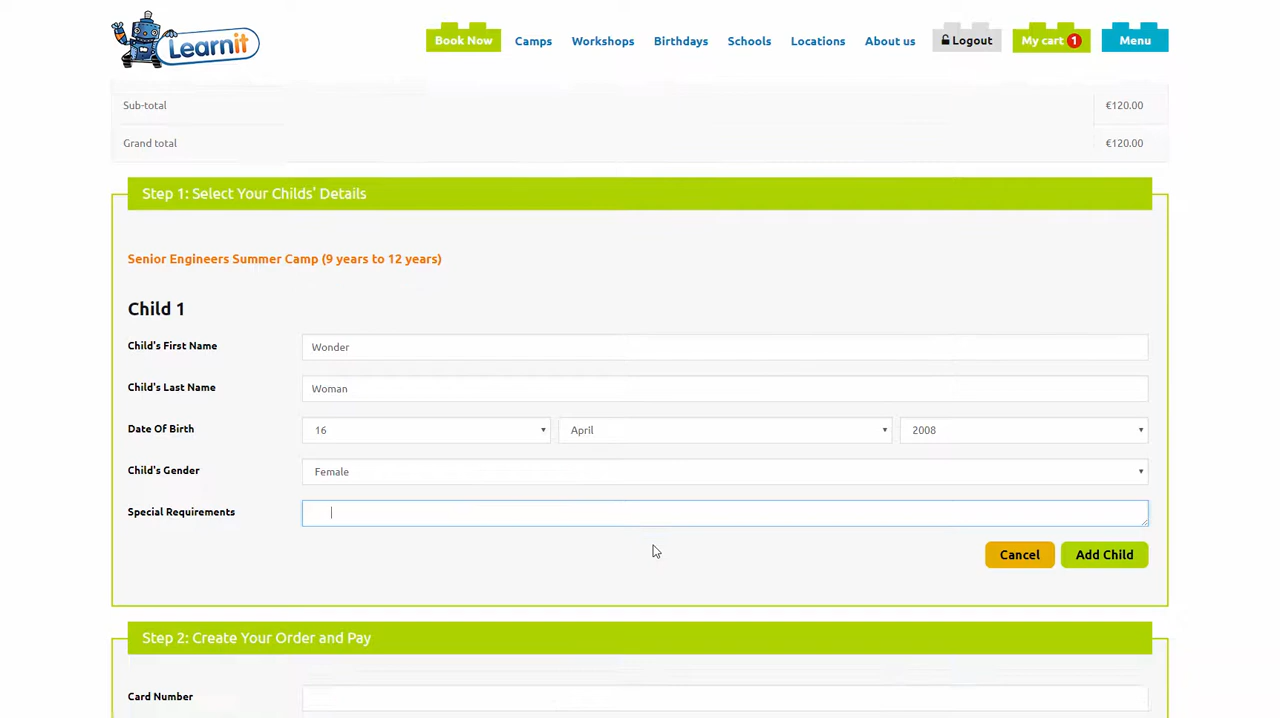 Learnit
Book Now Camps Workshops Birthdays Schools Locations About us Logout My cart 1 Menu
Sub-total €120.00
Grand total €120.00
Step 1: Select Your Childs' Details
Senior Engineers Summer Camp (9 years to 12 years)
Child 1
Child's First Name Wonder
Child's Last Name Woman
Date Of Birth 16 April 2008
Child's Gender Female
Special Requirements
Cancel Add Child
Step 2: Create Your Order and Pay
Card Number